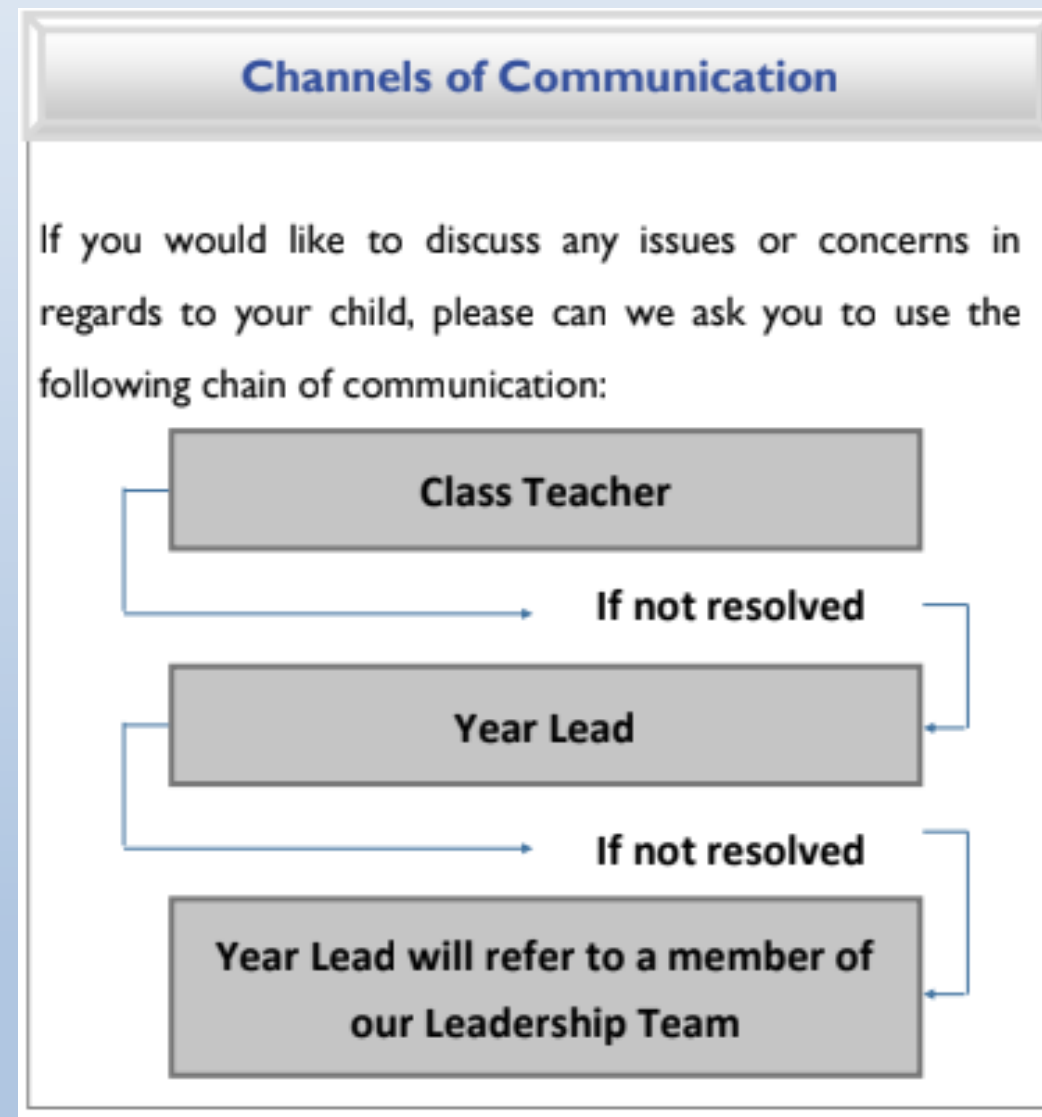 Channels of Communication
If you would like to discuss any issues or concerns in
regards to your child, please can we ask you to use the
following chain of communication:
Class Teacher
If not resolved
Year Lead
If not resolved
Year Lead will refer to a member of
our Leadership Team